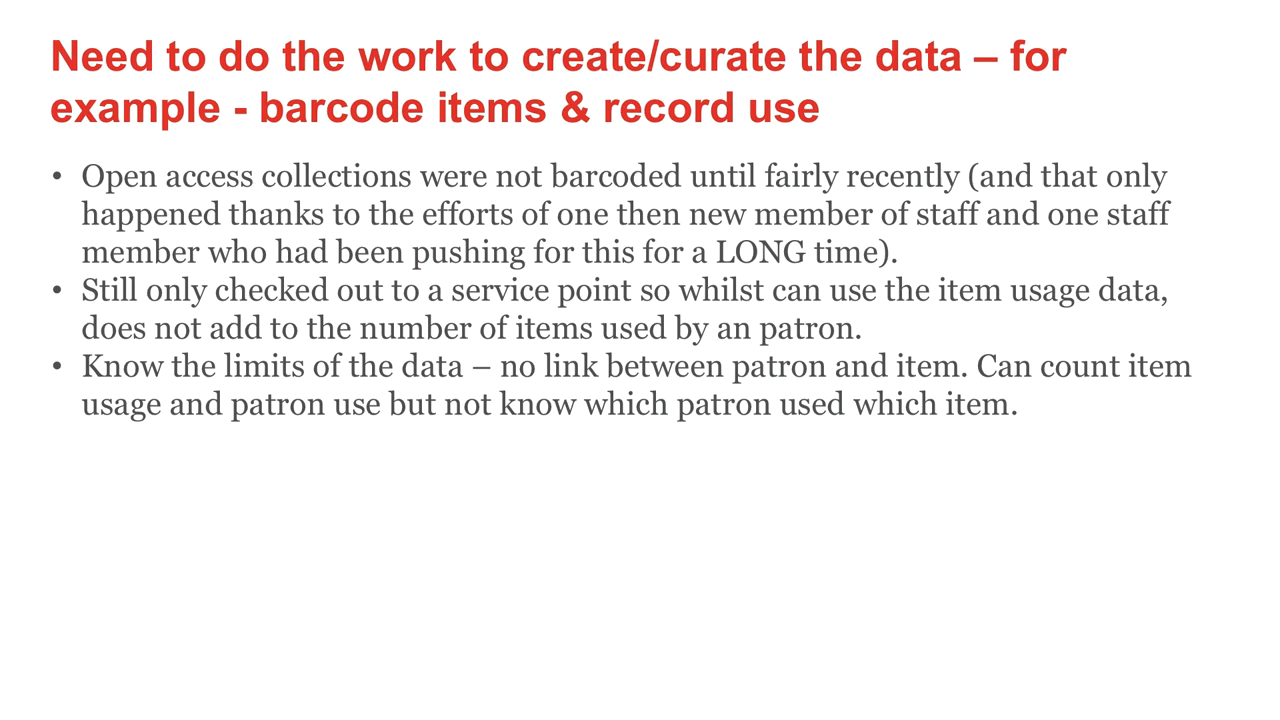 Need to do the work to create/curate the data – for
example - barcode items & record use
• Open access collections were not barcoded until fairly recently (and that only
happened thanks to the efforts of one then new member of staff and one staff
member who had been pushing for this for a LONG time).
• Still only checked out to a service point so whilst can use the item usage data,
does not add to the number of items used by an patron.
• Know the limits of the data – no link between patron and item. Can count item
usage and patron use but not know which patron used which item.